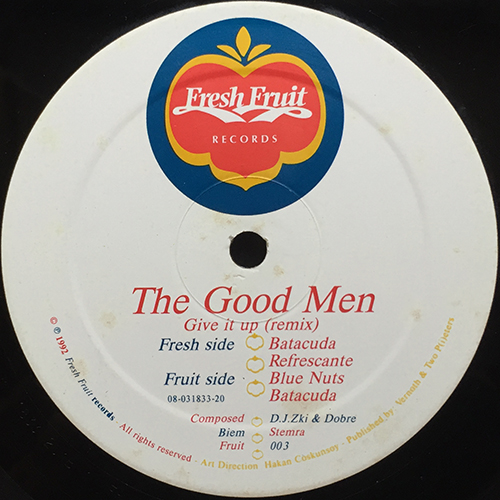 Fresh Fruit
RECORDS
The Good Men
Give it up (remix)
Fresh side Batacuda
Refrescante
Fruit side Blue Nuts
08-031833-20 Batacuda
Composed D.J.Zki & Dobre
Biem Stemra
Fruit 003
© ℗ 1992 Fresh Fruit records · All rights reserved · Art Direction Hakan Coskunsoy · Published by: Vermuth & Two Pijjters